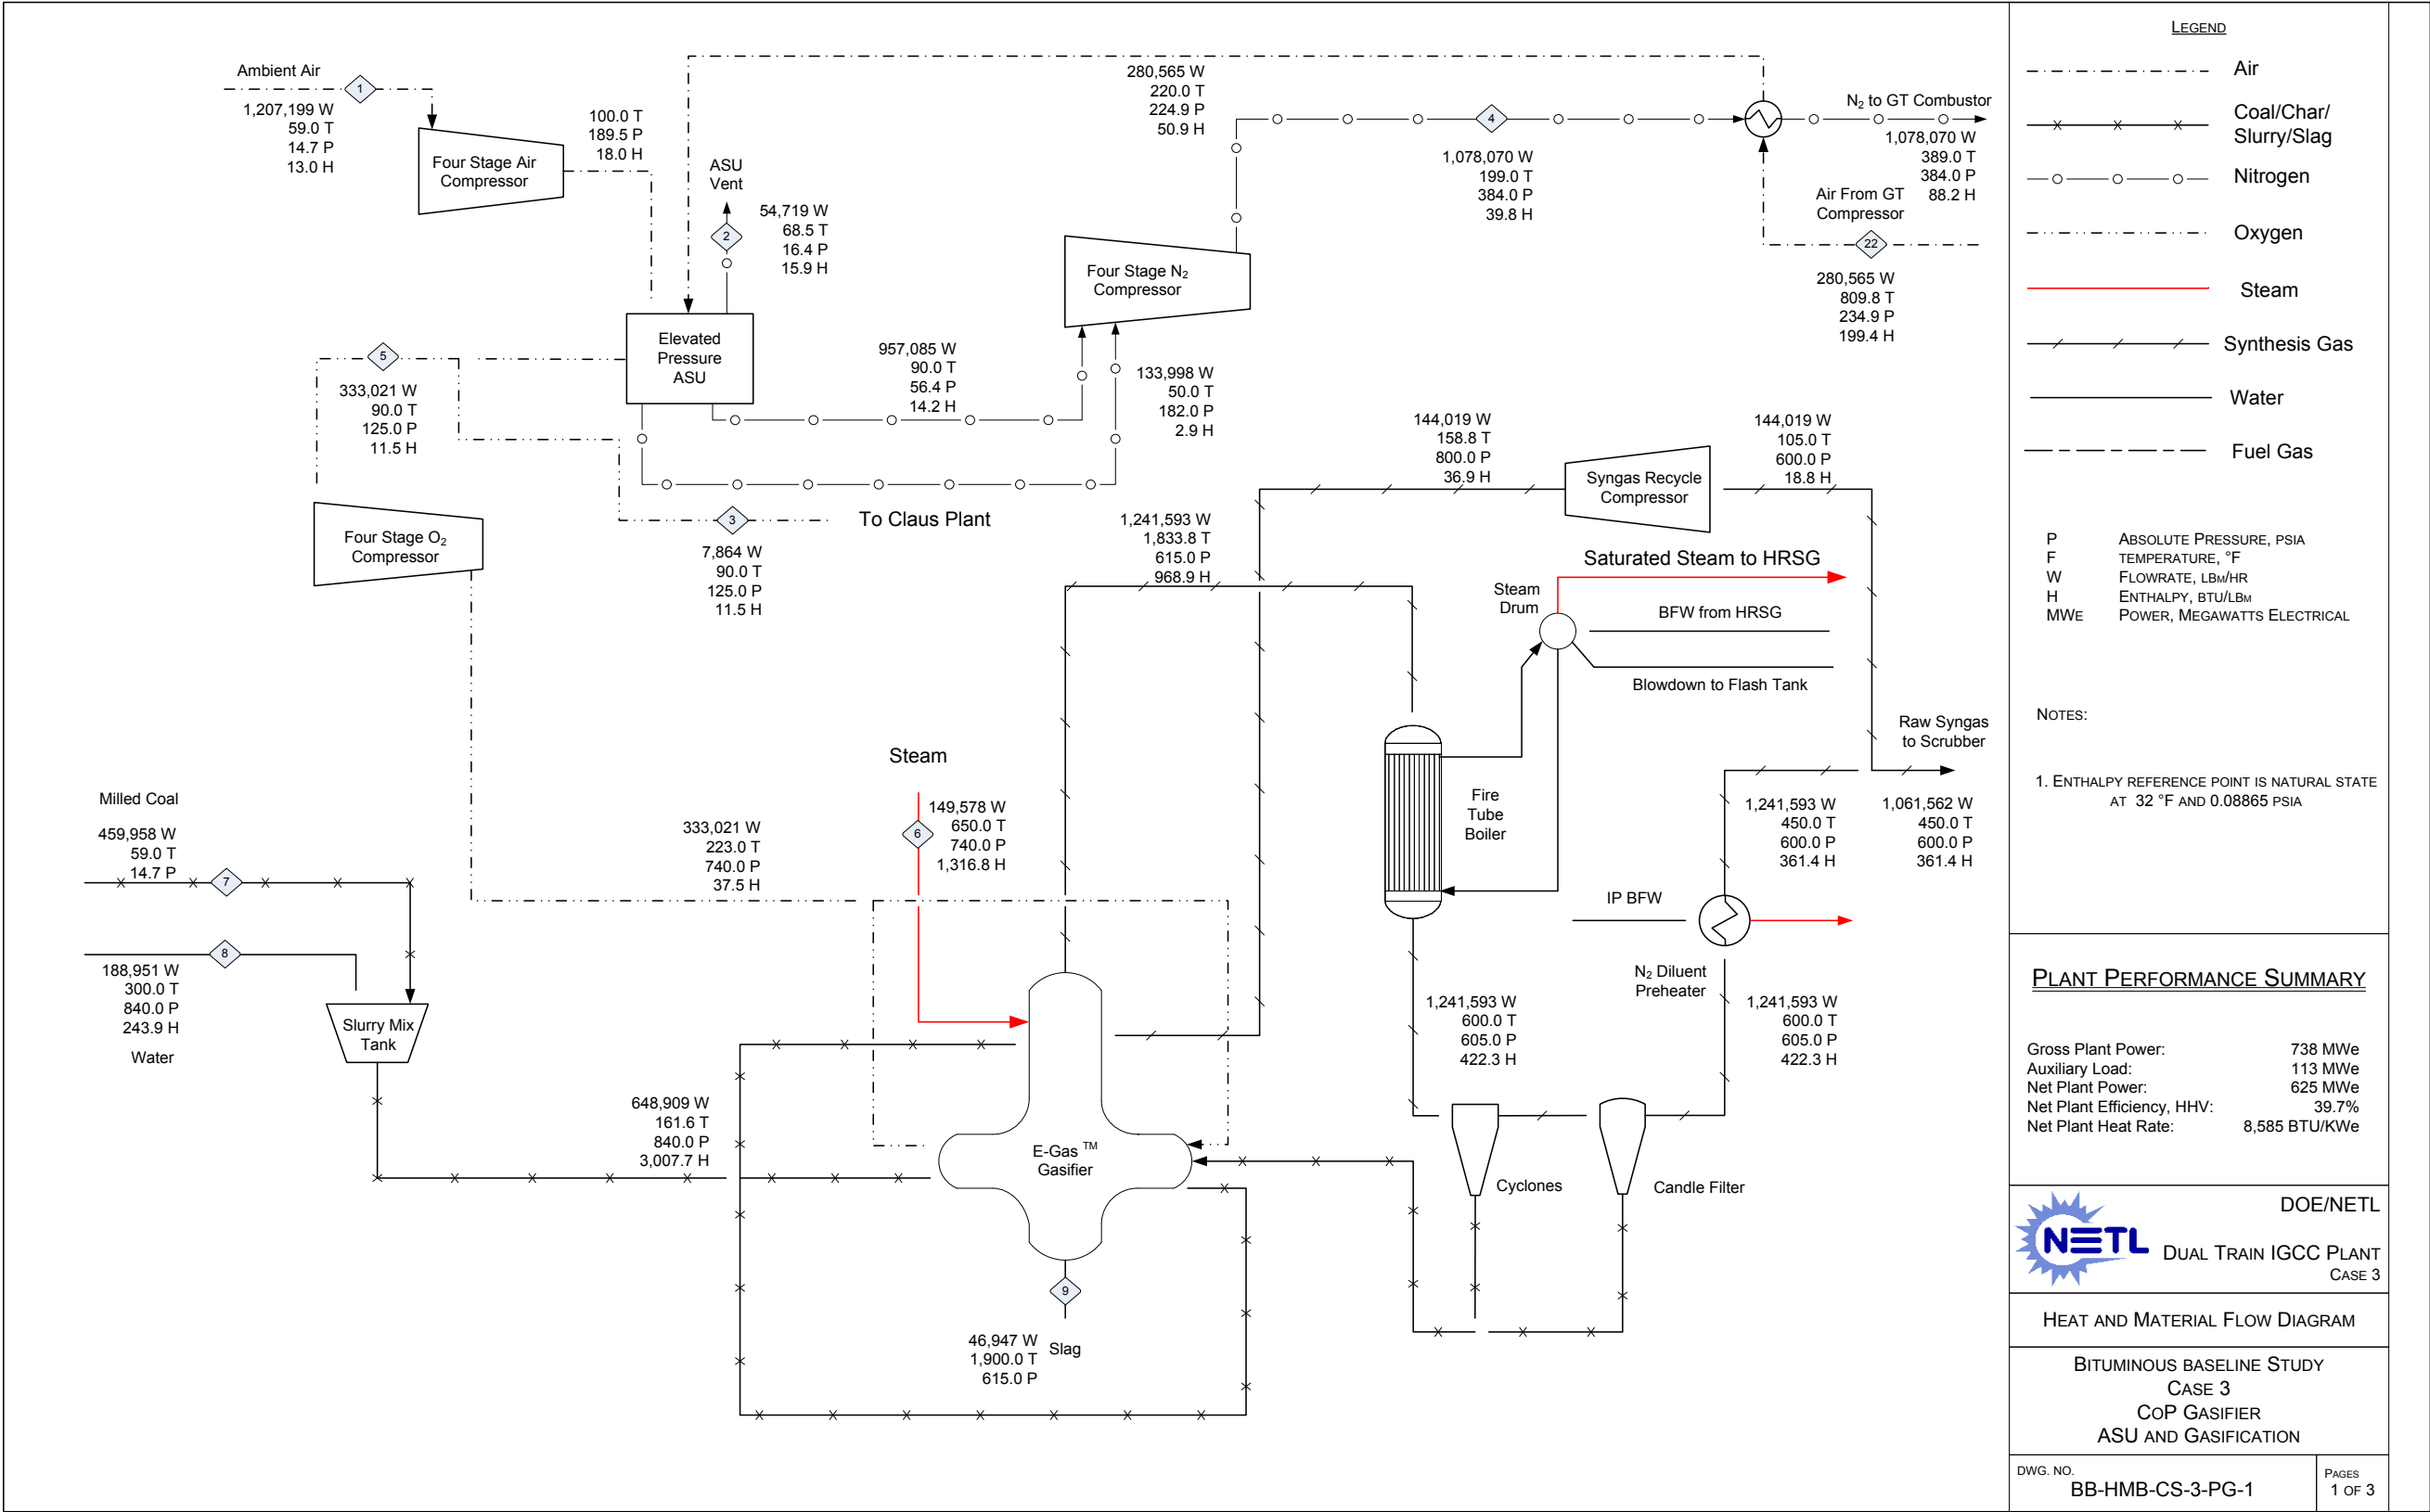 Ambient Air
1
1,207,199 W
59.0 T
14.7 P
13.0 H
Four Stage Air
Compressor
100.0 T
189.5 P
18.0 H
ASU
Vent
2
54,719 W
68.5 T
16.4 P
15.9 H
280,565 W
220.0 T
224.9 P
50.9 H
4
1,078,070 W
199.0 T
384.0 P
39.8 H
N2 to GT Combustor
1,078,070 W
389.0 T
384.0 P
88.2 H
Air From GT
Compressor
22
280,565 W
809.8 T
234.9 P
199.4 H
Four Stage N2
Compressor
Elevated
Pressure
ASU
5
333,021 W
90.0 T
125.0 P
11.5 H
957,085 W
90.0 T
56.4 P
14.2 H
133,998 W
50.0 T
182.0 P
2.9 H
Four Stage O2
Compressor
3
To Claus Plant
7,864 W
90.0 T
125.0 P
11.5 H
144,019 W
158.8 T
800.0 P
36.9 H
Syngas Recycle
Compressor
144,019 W
105.0 T
600.0 P
18.8 H
1,241,593 W
1,833.8 T
615.0 P
968.9 H
Saturated Steam to HRSG
Steam
Drum
BFW from HRSG
Blowdown to Flash Tank
Raw Syngas
to Scrubber
Fire
Tube
Boiler
1,241,593 W
450.0 T
600.0 P
361.4 H
1,061,562 W
450.0 T
600.0 P
361.4 H
IP BFW
N2 Diluent
Preheater
1,241,593 W
600.0 T
605.0 P
422.3 H
1,241,593 W
600.0 T
605.0 P
422.3 H
Steam
6
149,578 W
650.0 T
740.0 P
1,316.8 H
333,021 W
223.0 T
740.0 P
37.5 H
Milled Coal
459,958 W
59.0 T
14.7 P
7
8
188,951 W
300.0 T
840.0 P
243.9 H
Water
Slurry Mix
Tank
648,909 W
161.6 T
840.0 P
3,007.7 H
E-Gas TM
Gasifier
Cyclones
Candle Filter
9
46,947 W
1,900.0 T
615.0 P
Slag
LEGEND
Air
Coal/Char/
Slurry/Slag
Nitrogen
Oxygen
Steam
Synthesis Gas
Water
Fuel Gas
P ABSOLUTE PRESSURE, PSIA
F TEMPERATURE, °F
W FLOWRATE, LBM/HR
H ENTHALPY, BTU/LBM
MWE POWER, MEGAWATTS ELECTRICAL
NOTES:
1. ENTHALPY REFERENCE POINT IS NATURAL STATE
AT 32 °F AND 0.08865 PSIA
PLANT PERFORMANCE SUMMARY
Gross Plant Power: 738 MWe
Auxiliary Load: 113 MWe
Net Plant Power: 625 MWe
Net Plant Efficiency, HHV: 39.7%
Net Plant Heat Rate: 8,585 BTU/KWe
NETL
DOE/NETL
DUAL TRAIN IGCC PLANT
CASE 3
HEAT AND MATERIAL FLOW DIAGRAM
BITUMINOUS BASELINE STUDY
CASE 3
COP GASIFIER
ASU AND GASIFICATION
DWG. NO.
BB-HMB-CS-3-PG-1
PAGES
1 OF 3